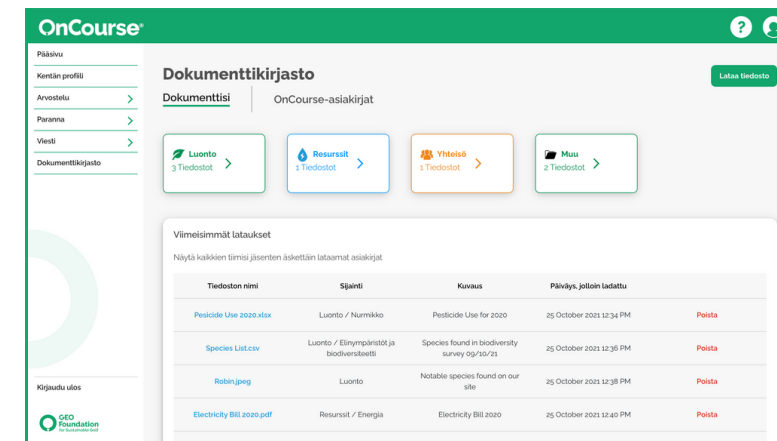 OnCourse®
?
Pääsivu
Kentän profiili
Arvostelu
Paranna
Viesti
Dokumenttikirjasto
Kirjaudu ulos
GEO
Foundation
for Sustainable Golf
Dokumenttikirjasto
Lataa tiedosto
Dokumenttisi
OnCourse-asiakirjat
Luonto
3 Tiedostot
Resurssit
1 Tiedostot
Yhteisö
1 Tiedostot
Muu
2 Tiedostot
Viimeisimmät lataukset
Näytä kaikkien tiimisi jäsenten äskettäin lataamat asiakirjat
Tiedoston nimi Sijainti Kuvaus Päiväys, jolloin ladattu
Pesicide Use 2020.xlsx Luonto / Nurmikko Pesticide Use for 2020 25 October 2021 12:34 PM Poista
Species List.csv Luonto / Elinympäristöt ja biodiversiteetti Species found in biodiversity survey 09/10/21 25 October 2021 12:36 PM Poista
Robin.jpeg Luonto Notable species found on our site 25 October 2021 12:38 PM Poista
Electricity Bill 2020.pdf Resurssit / Energia Electricity Bill 2020 25 October 2021 12:40 PM Poista